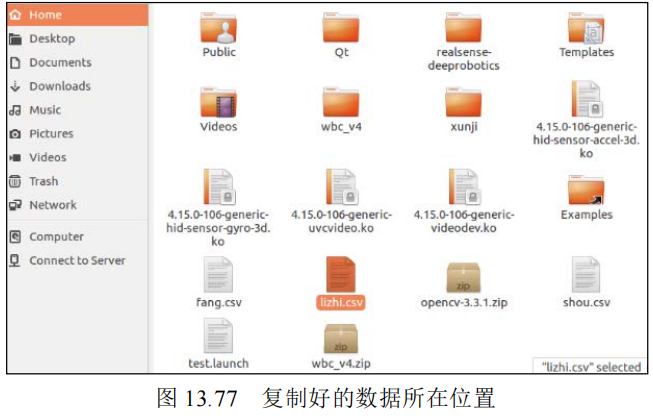 Home
Desktop
Documents
Downloads
Music
Pictures
Videos
Trash
Network
Computer
Connect to Server
Public
Qt
realsense-
deeprobotics
Templates
Videos
wbc_v4
xunji
4.15.0-106-generic-
hid-sensor-accel-3d.
ko
4.15.0-106-generic-
hid-sensor-gyro-3d.
ko
4.15.0-106-generic-
uvcvideo.ko
4.15.0-106-generic-
videodev.ko
Examples
fang.csv
lizhi.csv
zip
opencv-3.3.1.zip
shou.csv
test.launch
zip
wbc_v4.zip
"lizhi.csv" selected
图 13.77 复制好的数据所在位置